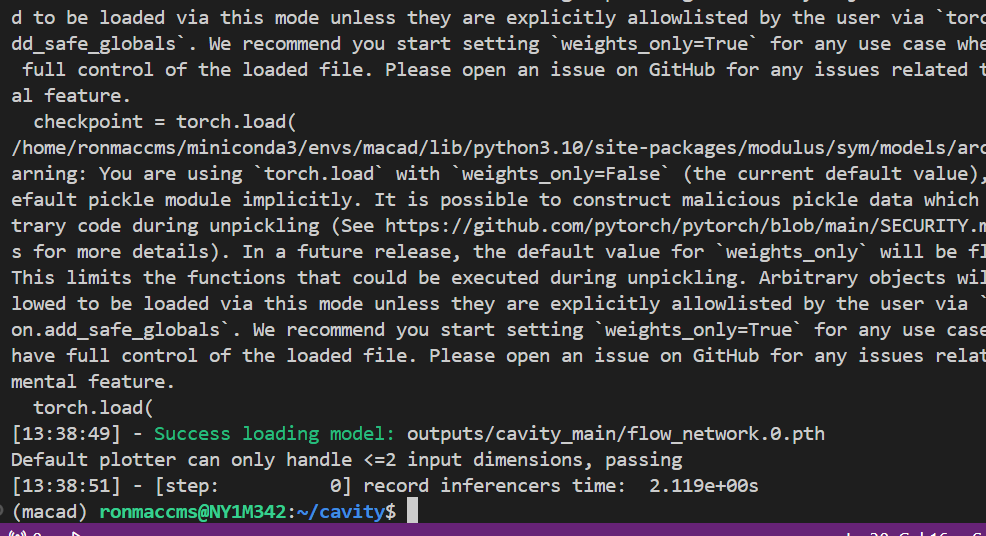 d to be loaded via this mode unless they are explicitly allowlisted by the user via `torc
dd_safe_globals`. We recommend you start setting `weights_only=True` for any use case whe
full control of the loaded file. Please open an issue on GitHub for any issues related t
al feature.
checkpoint = torch.load(
/home/ronmaccms/miniconda3/envs/macad/lib/python3.10/site-packages/modulus/sym/models/arc
arning: You are using `torch.load` with `weights_only=False` (the current default value),
efault pickle module implicitly. It is possible to construct malicious pickle data which
trary code during unpickling (See https://github.com/pytorch/pytorch/blob/main/SECURITY.m
s for more details). In a future release, the default value for `weights_only` will be fl
This limits the functions that could be executed during unpickling. Arbitrary objects wil
lowed to be loaded via this mode unless they are explicitly allowlisted by the user via `
on.add_safe_globals`. We recommend you start setting `weights_only=True` for any use case
have full control of the loaded file. Please open an issue on GitHub for any issues relat
mental feature.
torch.load(
[13:38:49] - Success loading model: outputs/cavity_main/flow_network.0.pth
Default plotter can only handle <=2 input dimensions, passing
[13:38:51] - [step:          0] record inferencers time:  2.119e+00s
(macad) ronmaccms@NY1M342:~/cavity$